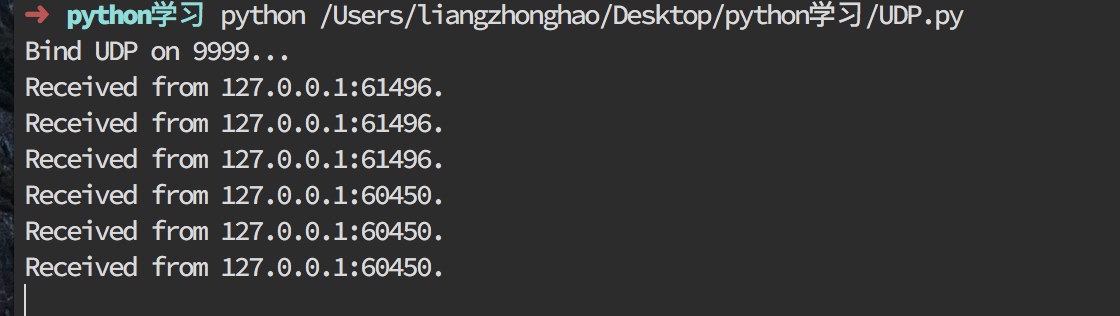 ➜ python学习 python /Users/liangzhonghao/Desktop/python学习/UDP.py
Bind UDP on 9999...
Received from 127.0.0.1:61496.
Received from 127.0.0.1:61496.
Received from 127.0.0.1:61496.
Received from 127.0.0.1:60450.
Received from 127.0.0.1:60450.
Received from 127.0.0.1:60450.